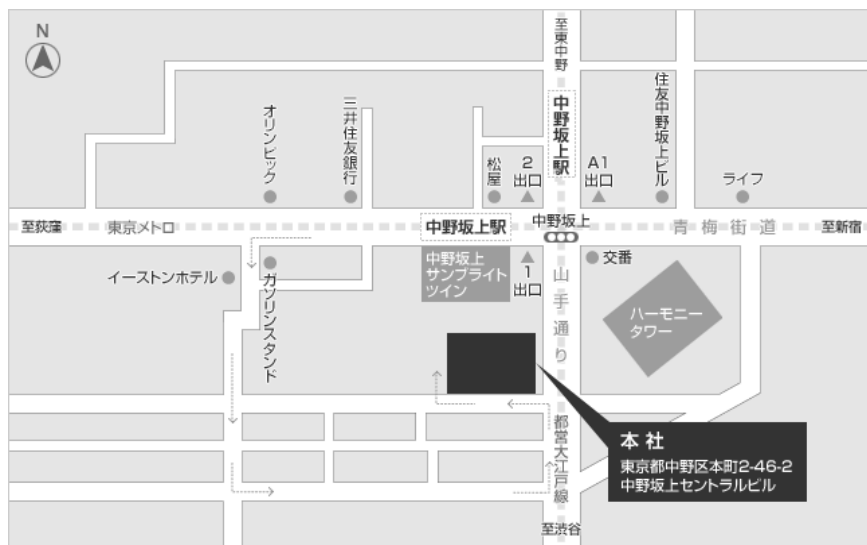 N
至東中野
中野坂上駅
オリンピック
三井住友銀行
松屋
2
出口
A1
出口
住友中野坂上ビル
ライフ
至荻窪
東京メトロ
中野坂上駅
中野坂上
青梅街道
至新宿
イーストンホテル
ガソリンスタンド
中野坂上
サンブライト
ツイン
1
出口
山手通り
交番
ハーモニー
タワー
都営大江戸線
本社
東京都中野区本町2-46-2
中野坂上セントラルビル
至渋谷